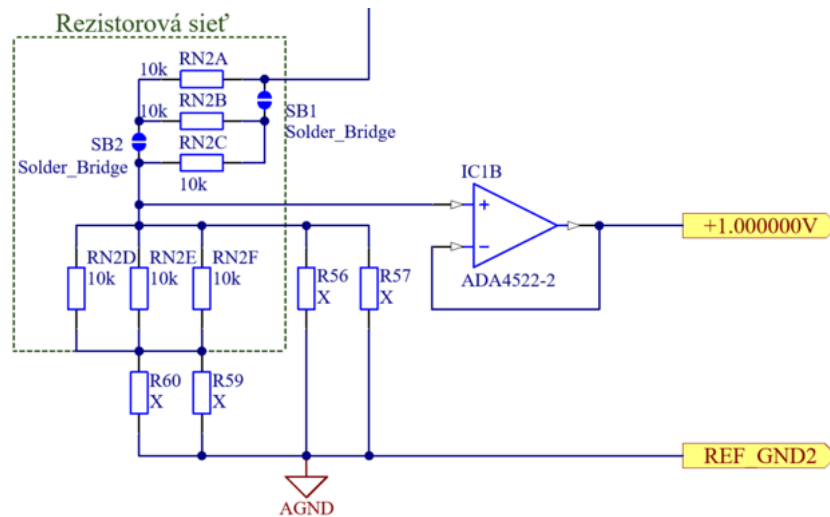 Rezistorová sieť
RN2A
10k
RN2B
10k
SB1
Solder_Bridge
SB2
Solder_Bridge
RN2C
10k
IC1B
+1.000000V
ADA4522-2
RN2D
10k
RN2E
10k
RN2F
10k
R56
X
R57
X
R60
X
R59
X
REF_GND2
AGND